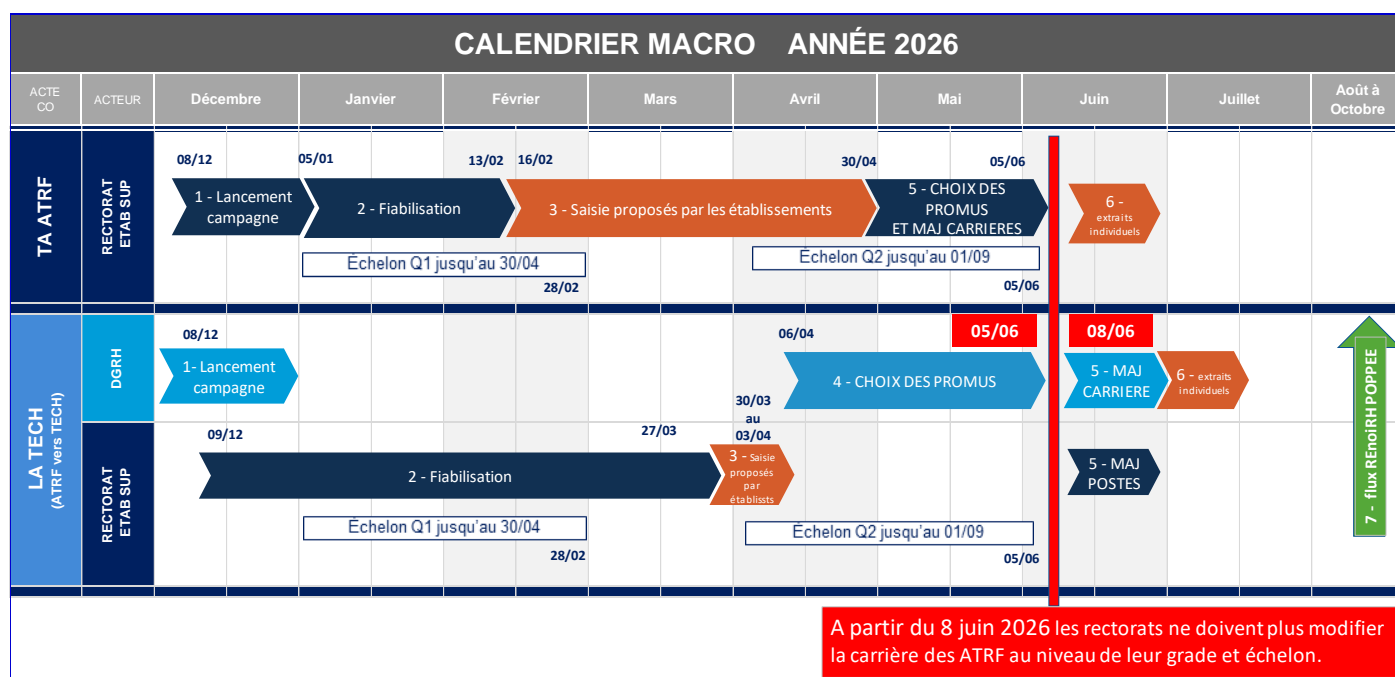 CALENDRIER MACRO ANNÉE 2026
ACTE
CO
ACTEUR
Décembre
Janvier
Février
Mars
Avril
Mai
Juin
Juillet
Août à
Octobre
TA ATRF
RECTORAT
ETAB SUP
08/12
05/01
13/02
16/02
30/04
05/06
1 - Lancement
campagne
2 - Fiabilisation
3 - Saisie proposés par les établissements
5 - CHOIX DES
PROMUS
ET MAJ CARRIERES
6 -
extraits
individuels
Échelon Q1 jusqu'au 30/04
28/02
Échelon Q2 jusqu'au 01/09
05/06
LA TECH
(ATRF vers TECH)
DGRH
08/12
06/04
05/06
08/06
1- Lancement
campagne
4 - CHOIX DES PROMUS
5 - MAJ
CARRIERE
6 - extraits
individuels
RECTORAT
ETAB SUP
09/12
27/03
30/03
au
03/04
2 - Fiabilisation
3 - Saisie
proposés
par
établissts
5 - MAJ
POSTES
Échelon Q1 jusqu'au 30/04
28/02
Échelon Q2 jusqu'au 01/09
05/06
7 - flux REnoiRH POPPEE
A partir du 8 juin 2026 les rectorats ne doivent plus modifier
la carrière des ATRF au niveau de leur grade et échelon.